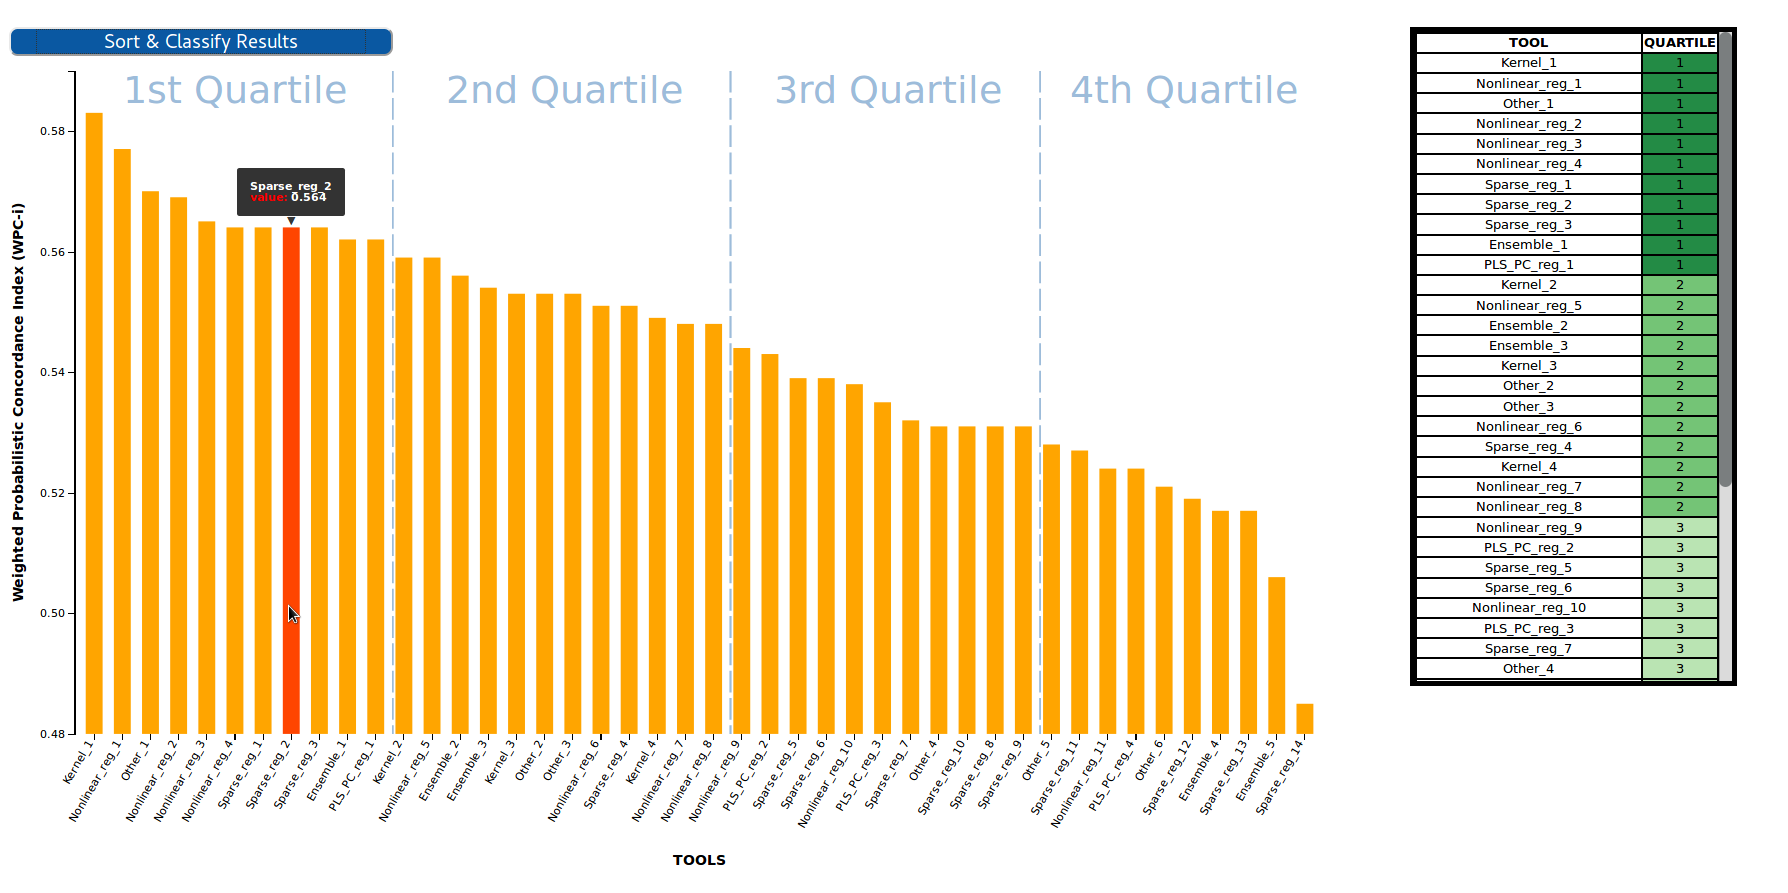 Sort & Classify Results
1st Quartile
2nd Quartile
3rd Quartile
4th Quartile
Weighted Probabilistic Concordance Index (WPC-i)
0.58
0.56
0.54
0.52
0.50
0.48
Sparse_reg_2
value: 0.564
Kernel_1
Nonlinear_reg_1
Other_1
Nonlinear_reg_2
Nonlinear_reg_3
Nonlinear_reg_4
Sparse_reg_1
Sparse_reg_2
Sparse_reg_3
Ensemble_1
PLS_PC_reg_1
Kernel_2
Nonlinear_reg_5
Ensemble_2
Ensemble_3
Kernel_3
Other_2
Other_3
Nonlinear_reg_6
Sparse_reg_4
Kernel_4
Nonlinear_reg_7
Nonlinear_reg_8
Nonlinear_reg_9
PLS_PC_reg_2
Sparse_reg_5
Sparse_reg_6
Nonlinear_reg_10
PLS_PC_reg_3
Sparse_reg_7
Other_4
Sparse_reg_10
Sparse_reg_8
Sparse_reg_9
Other_5
Sparse_reg_11
Nonlinear_reg_11
PLS_PC_reg_4
Other_6
Sparse_reg_12
Ensemble_4
Sparse_reg_13
Ensemble_5
Sparse_reg_14
TOOLS
TOOL QUARTILE
Kernel_1 1
Nonlinear_reg_1 1
Other_1 1
Nonlinear_reg_2 1
Nonlinear_reg_3 1
Nonlinear_reg_4 1
Sparse_reg_1 1
Sparse_reg_2 1
Sparse_reg_3 1
Ensemble_1 1
PLS_PC_reg_1 1
Kernel_2 2
Nonlinear_reg_5 2
Ensemble_2 2
Ensemble_3 2
Kernel_3 2
Other_2 2
Other_3 2
Nonlinear_reg_6 2
Sparse_reg_4 2
Kernel_4 2
Nonlinear_reg_7 2
Nonlinear_reg_8 2
Nonlinear_reg_9 3
PLS_PC_reg_2 3
Sparse_reg_5 3
Sparse_reg_6 3
Nonlinear_reg_10 3
PLS_PC_reg_3 3
Sparse_reg_7 3
Other_4 3